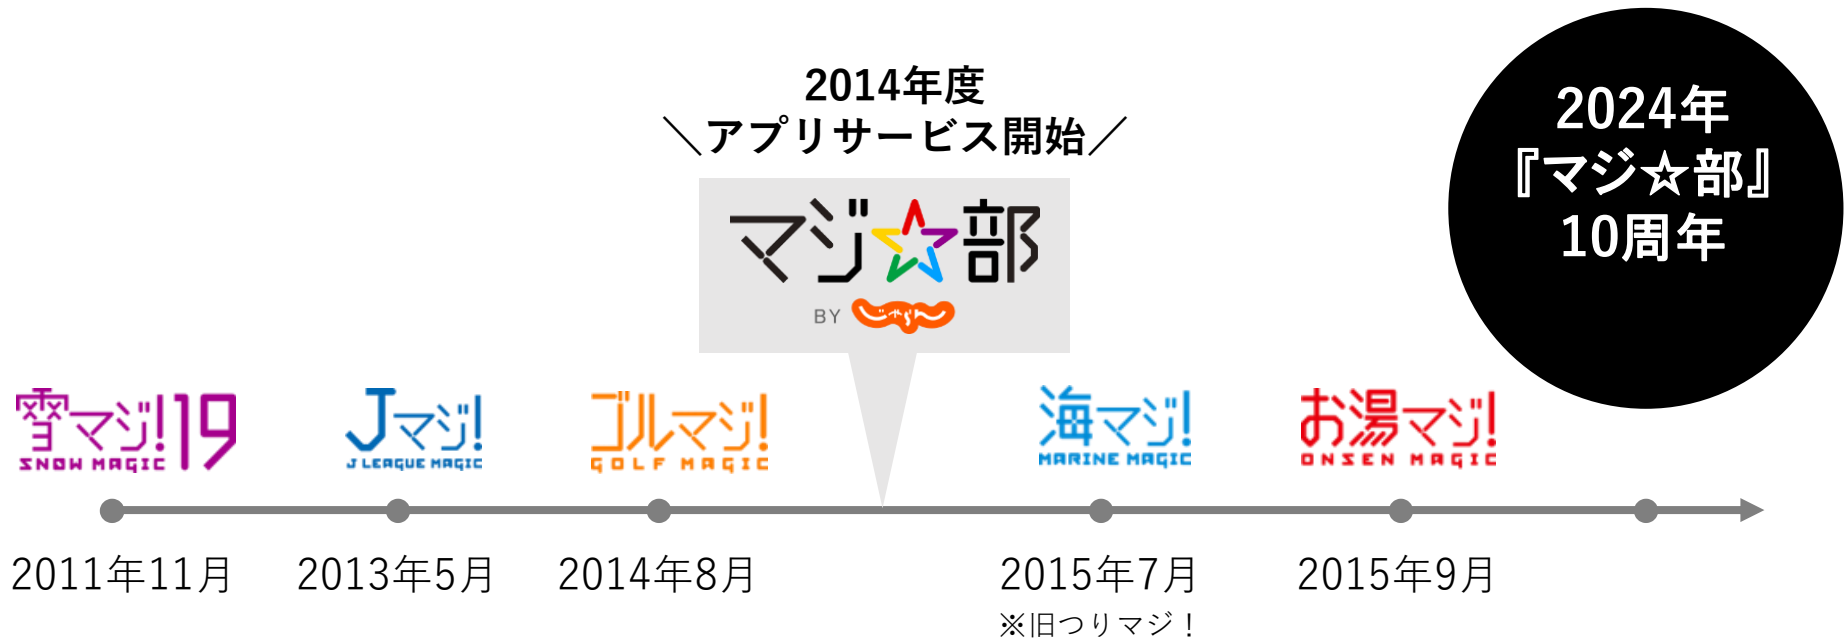 2014年度
＼アプリサービス開始／
マジ☆部
BY じゃらん
2024年
『マジ☆部』
10周年
雪マジ!19
SNOW MAGIC
Jマジ!
J LEAGUE MAGIC
ゴルマジ!
GOLF MAGIC
海マジ!
MARINE MAGIC
お湯マジ!
ONSEN MAGIC
2011年11月
2013年5月
2014年8月
2015年7月
※旧つりマジ！
2015年9月